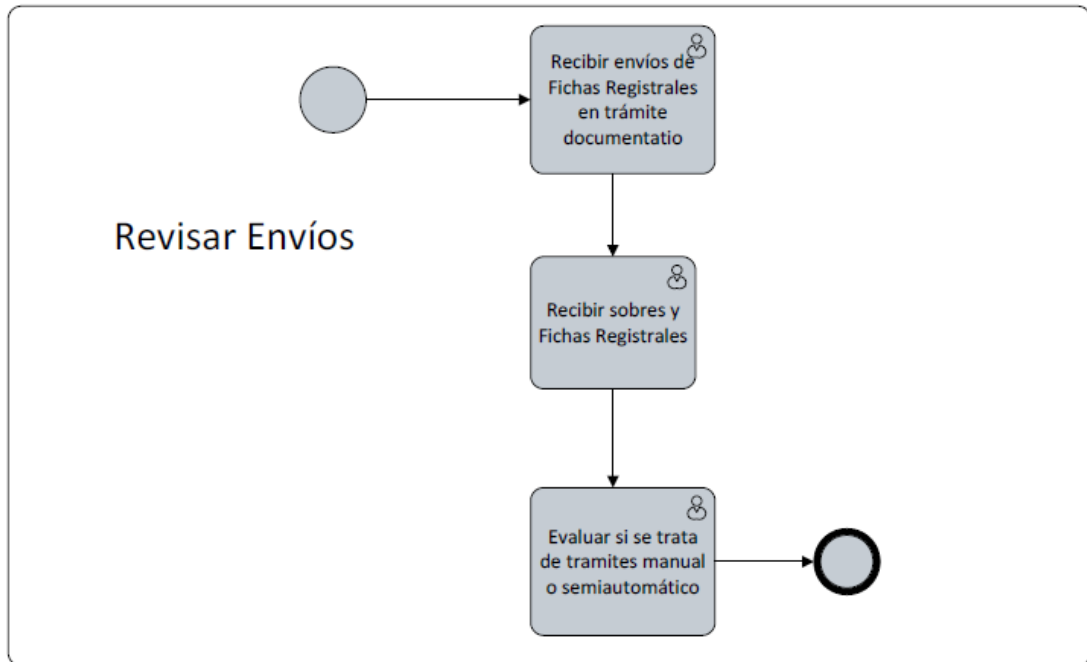 Recibir envíos de
Fichas Registrales
en trámite
documentatio
Revisar Envíos
Recibir sobres y
Fichas Registrales
Evaluar si se trata
de tramites manual
o semiautomático